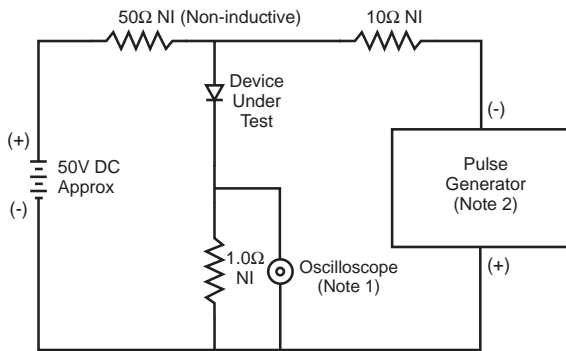 50Ω NI (Non-inductive)
10Ω NI
Device
Under
Test
(-)
(+)
50V DC
Approx
(-)
Pulse
Generator
(Note 2)
1.0Ω
NI
Oscilloscope
(Note 1)
(+)